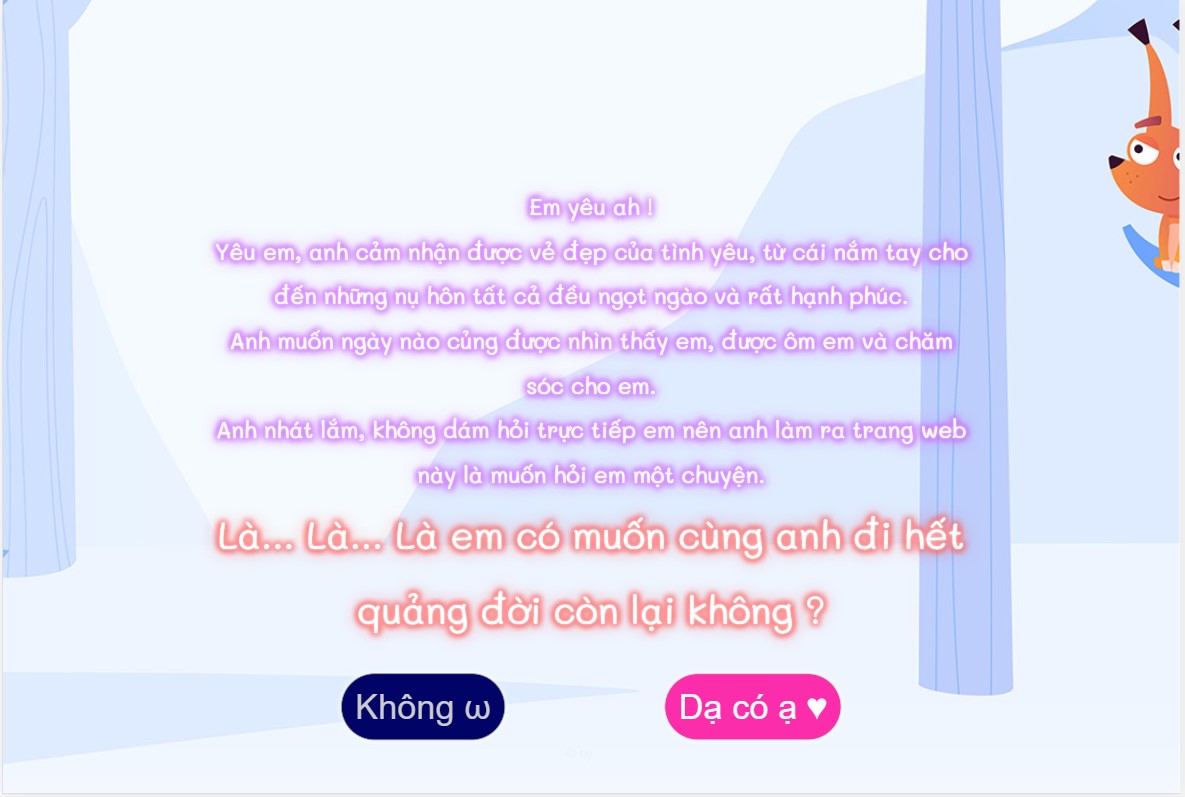 Em yêu ah !
Yêu em, anh cảm nhận được vẻ đẹp của tình yêu, từ cái nắm tay cho
đến những nụ hôn tất cả đều ngọt ngào và rất hạnh phúc.
Anh muốn ngày nào củng được nhìn thấy em, được ôm em và chăm
sóc cho em.
Anh nhát lắm, không dám hỏi trực tiếp em nên anh làm ra trang web
này là muốn hỏi em một chuyện.
Là... Là... Là em có muốn cùng anh đi hết
quảng đời còn lại không ?
Không ω
Dạ có ạ ♥